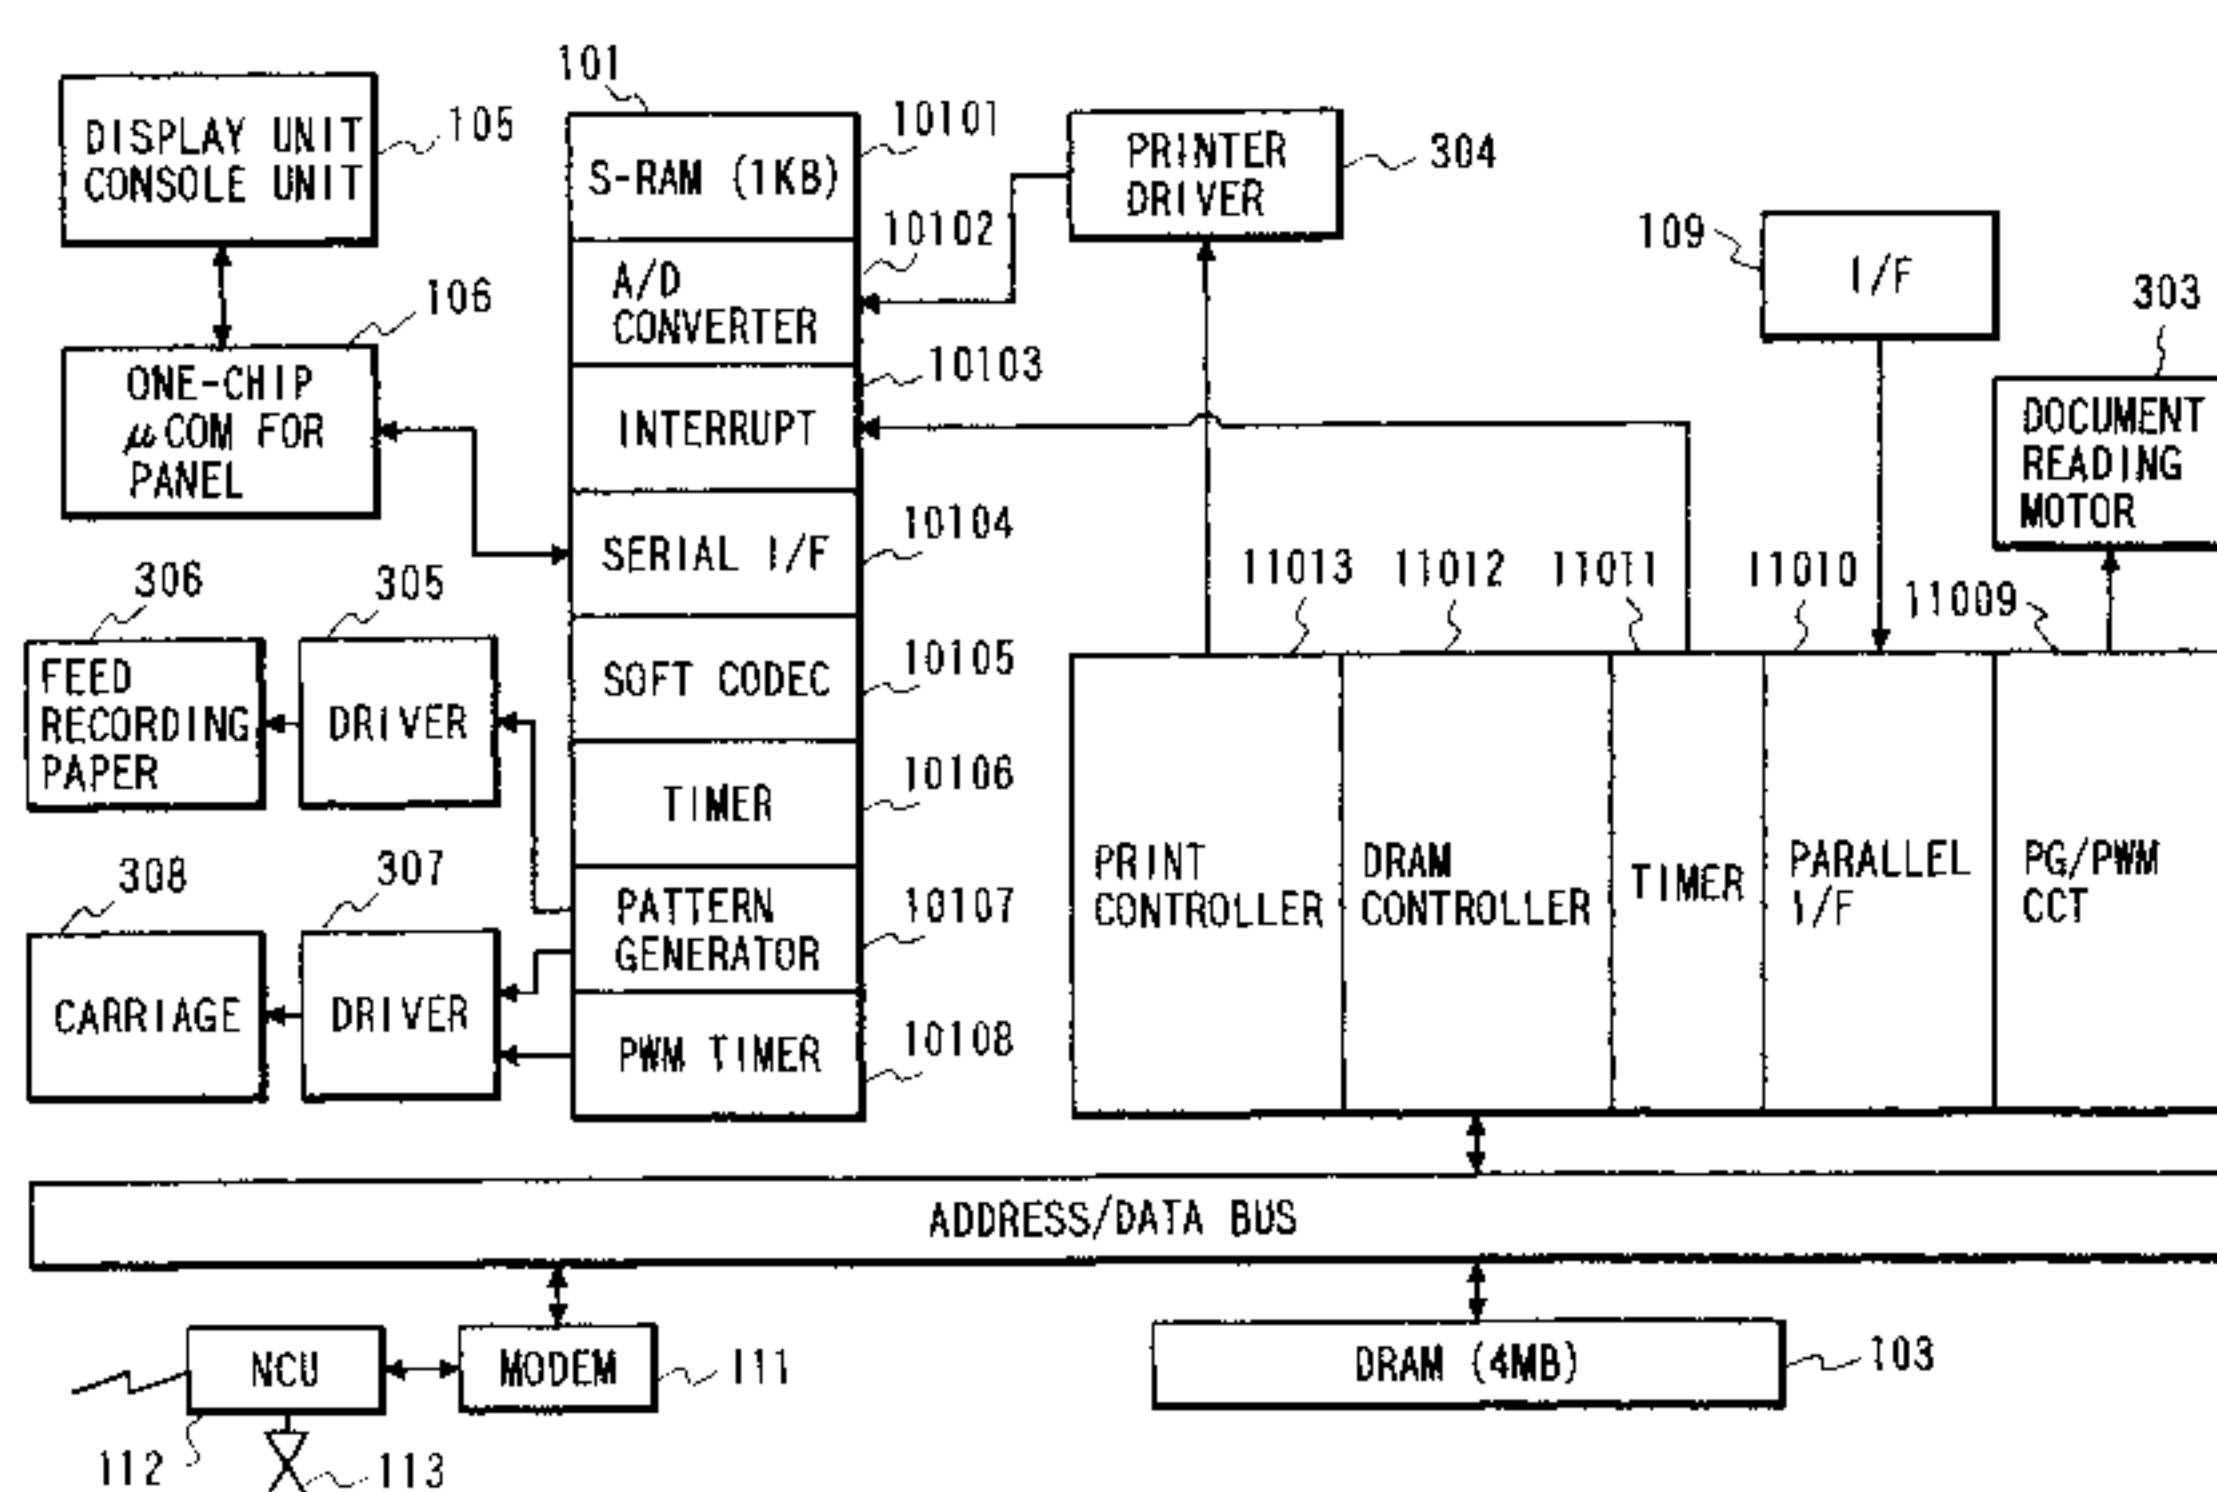 101
DISPLAY UNIT
CONSOLE UNIT
105
S-RAM (1KB)
10101
PRINTER
DRIVER
304
A/D
CONVERTER
10102
109
I/F
303
106
ONE-CHIP
μCOM FOR
PANEL
INTERRUPT
10103
DOCUMENT
READING
MOTOR
SERIAL I/F
10104
306
305
11013
11012
11011
11010
11009
FEED
RECORDING
PAPER
DRIVER
SOFT CODEC
10105
TIMER
10106
308
307
PATTERN
GENERATOR
10107
PRINT
CONTROLLER
DRAM
CONTROLLER
TIMER
PARALLEL
I/F
PG/PWM
CCT
CARRIAGE
DRIVER
PWM TIMER
10108
ADDRESS/DATA BUS
NCU
MODEM
111
DRAM (4MB)
103
112
113